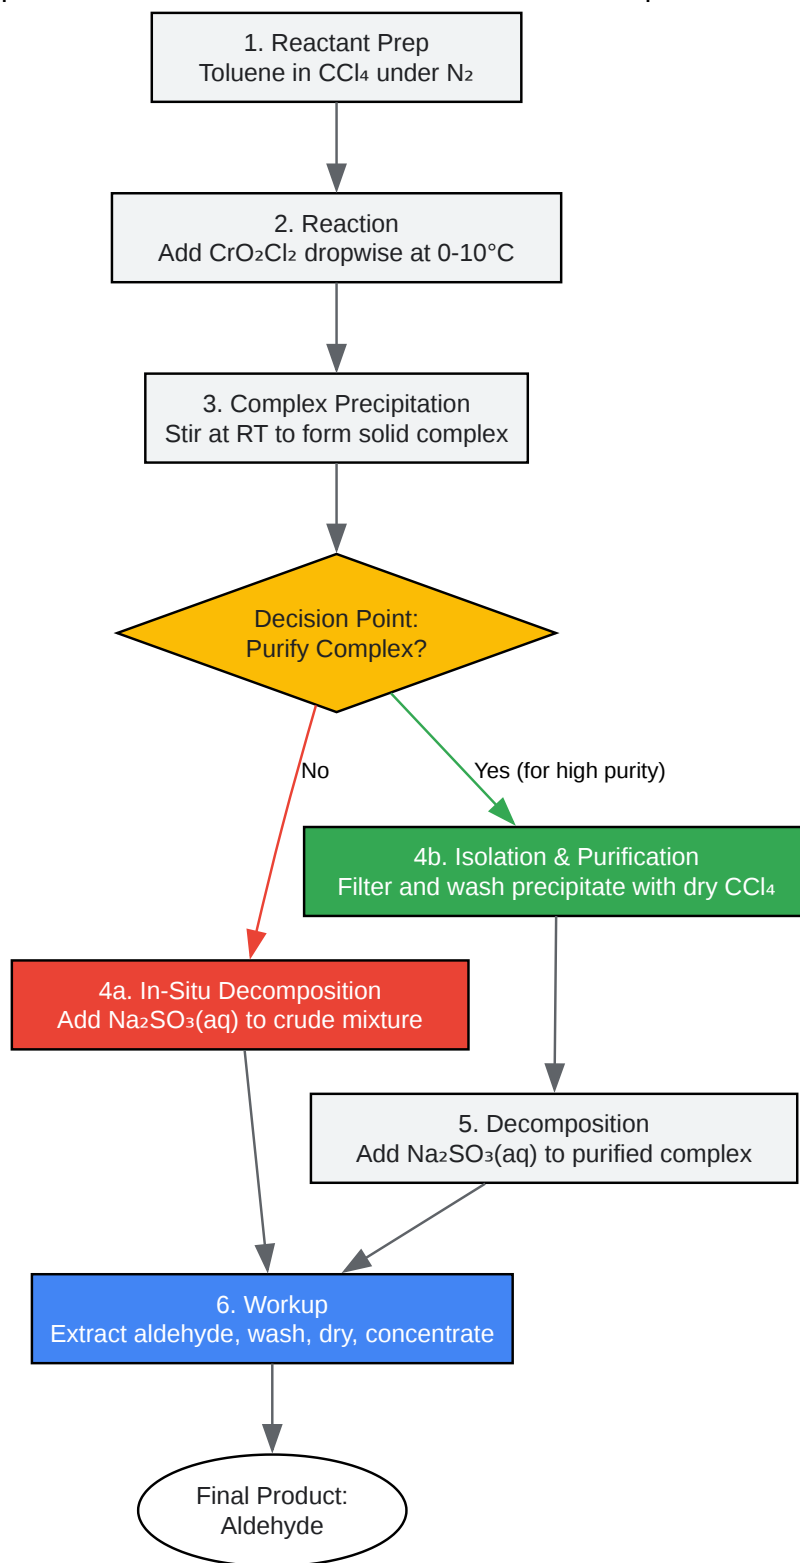 1. Reactant Prep
Toluene in CCl₄ under N₂
2. Reaction
Add CrO₂Cl₂ dropwise at 0-10°C
3. Complex Precipitation
Stir at RT to form solid complex
Decision Point:
Purify Complex?
No
Yes (for high purity)
4b. Isolation & Purification
Filter and wash precipitate with dry CCl₄
4a. In-Situ Decomposition
Add Na₂SO₃(aq) to crude mixture
5. Decomposition
Add Na₂SO₃(aq) to purified complex
6. Workup
Extract aldehyde, wash, dry, concentrate
Final Product:
Aldehyde